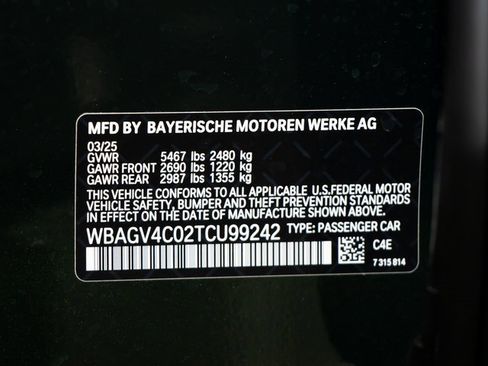 MFD BY BAYERISCHE MOTOREN WERKE AG
03/25
GVWR 5467 lbs 2480 kg
GAWR FRONT 2690 lbs 1220 kg
GAWR REAR 2987 lbs 1355 kg
THIS VEHICLE CONFORMS TO ALL APPLICABLE U.S.FEDERAL MOTOR
VEHICLE SAFETY, BUMPER AND THEFT PREVENTION STANDARDS
IN EFFECT ON THE DATE OF MANUFACTURE SHOWN ABOVE.
WBAGV4C02TCU99242 TYPE: PASSENGER CAR
C4E
7 315 814